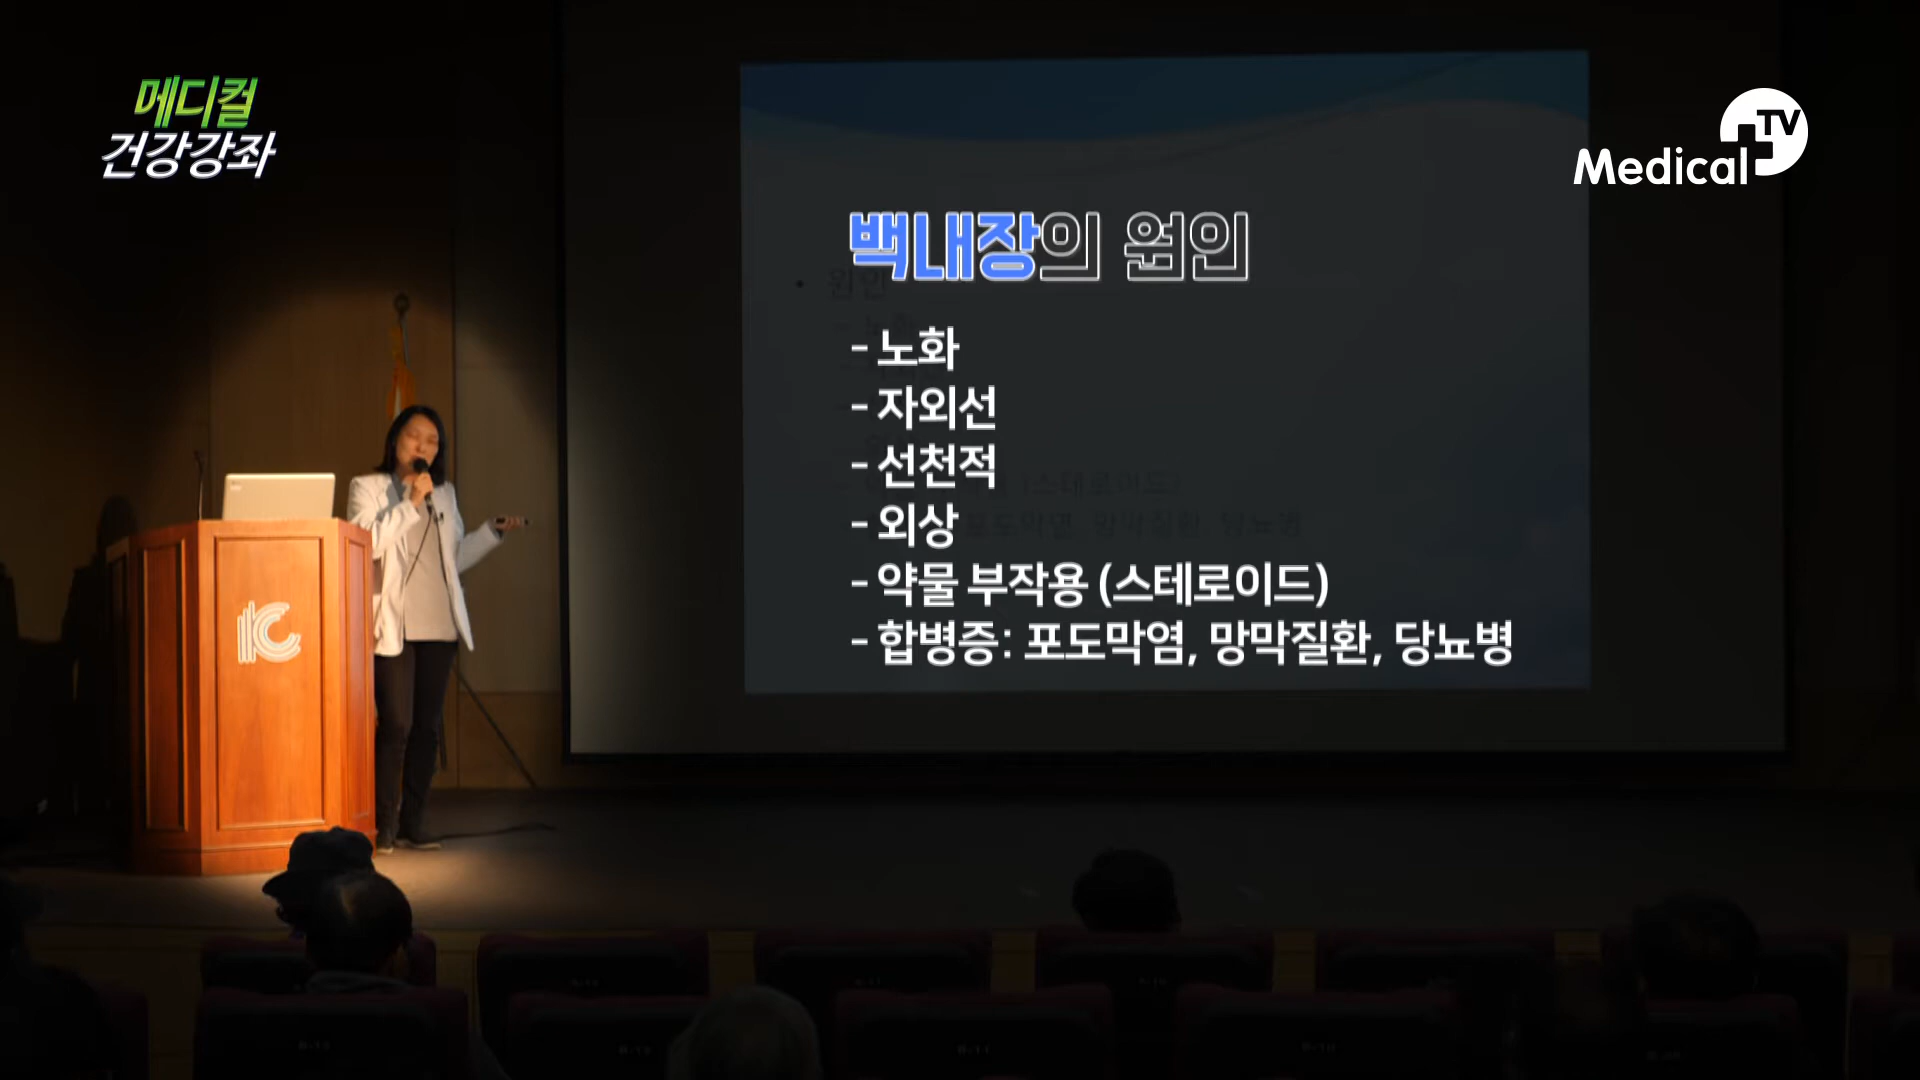 메디컬
건강강좌
Medical TV
백내장의 원인
- 노화
- 자외선
- 선천적
- 외상
- 약물 부작용 (스테로이드)
- 합병증: 포도막염, 망막질환, 당뇨병